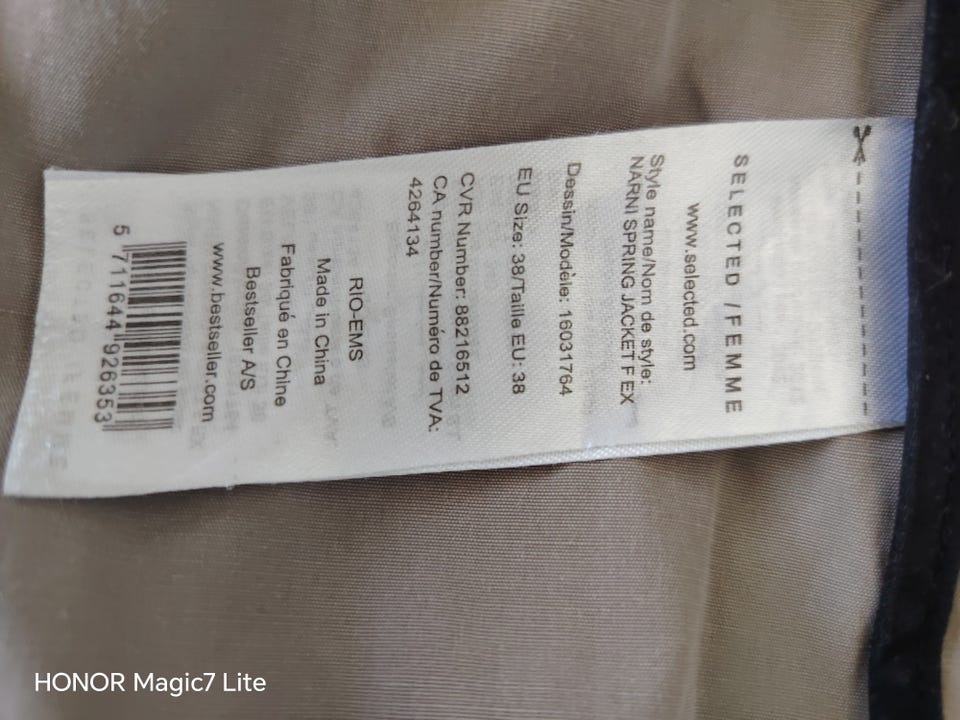 SELECTED /FEMME
www.selected.com
Style name/Nom de style:
NARNI SPRING JACKET F EX
Dessin/Modèle: 16031764
EU Size: 38/Taille EU: 38
CVR Number: 88216512
CA number/Numéro de TVA:
4264134
RIO-EMS
Made in China
Fabriqué en Chine
Bestseller A/S
www.bestseller.com
5 711644 926353
HONOR Magic7 Lite